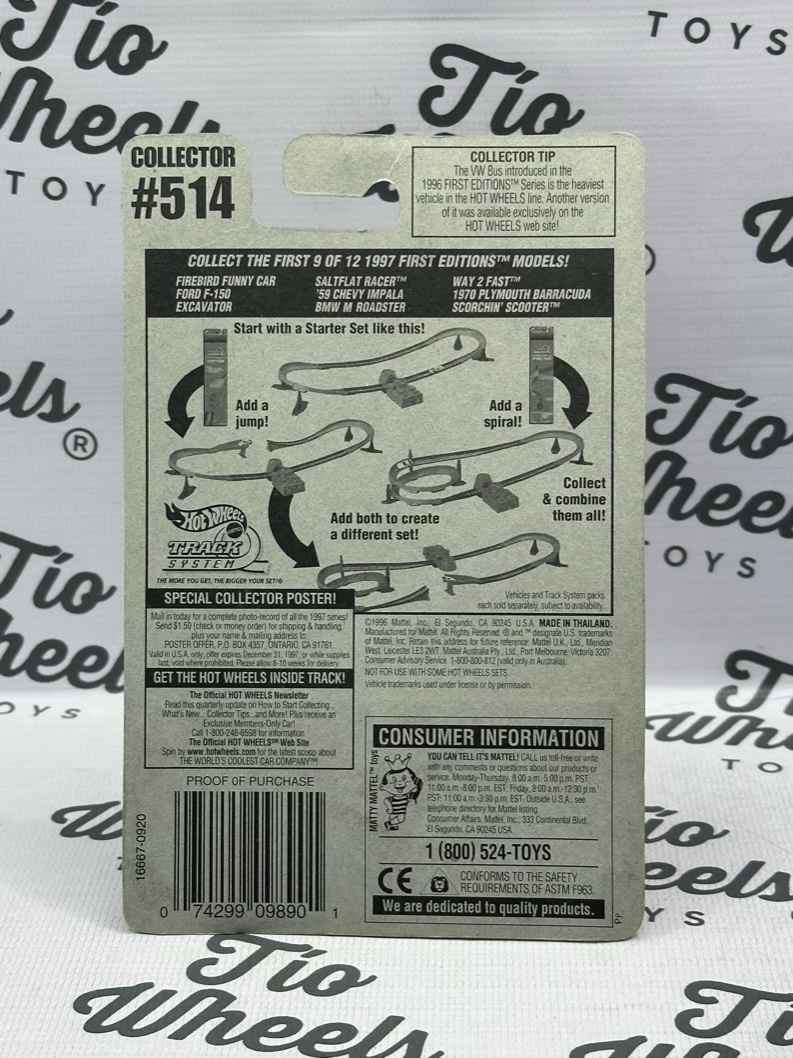 Tío
Wheels
TOYS
COLLECTOR
#514
COLLECTOR TIP
The VW Bus introduced in the
1996 FIRST EDITIONS™ Series is the heaviest
vehicle in the HOT WHEELS line. Another version
of it was available exclusively on the
HOT WHEELS web site!
COLLECT THE FIRST 9 OF 12 1997 FIRST EDITIONS™ MODELS!
FIREBIRD FUNNY CAR SALTFLAT RACER™ WAY 2 FAST™
FORD F-150 '59 CHEVY IMPALA 1970 PLYMOUTH BARRACUDA
EXCAVATOR BMW M ROADSTER SCORCHIN' SCOOTER™
Start with a Starter Set like this!
Add a
jump!
Add a
spiral!
Collect
& combine
them all!
Add both to create
a different set!
HOT WHEELS
MATTEL
TRACK
SYSTEM
THE MORE YOU GET, THE BIGGER YOUR SET!®
Vehicles and Track System packs
each sold separately, subject to availability.
SPECIAL COLLECTOR POSTER!
Mail in today for a complete photo-record of all the 1997 series!
Send $1.50 (check or money order) for shipping & handling,
plus your name & mailing address to:
POSTER OFFER, P.O. BOX 4357, ONTARIO, CA 91761.
Valid in U.S.A. only, offer expires December 31, 1997, or while supplies
last, void where prohibited. Please allow 8-10 weeks for delivery.
GET THE HOT WHEELS INSIDE TRACK!
The Official HOT WHEELS Newsletter
Read this quarterly update on How to Start Collecting...
What's New... Collector Tips...and More! Plus receive an
Exclusive Members-Only Car!
Call 1-800-248-6598 for information.
The Official HOT WHEELS℠ Web Site
Spin by www.hotwheels.com for the latest scoop about
THE WORLD'S COOLEST CAR COMPANY™!
©1996 Mattel, Inc., El Segundo, CA 90245 U.S.A. MADE IN THAILAND.
Manufactured for Mattel. All Rights Reserved. ® and ™ designate U.S. trademarks
of Mattel, Inc. Retain this address for future reference: Mattel U.K., Ltd., Meridian
West, Leicester LE3 2WT. Mattel Australia Pty., Ltd., Port Melbourne, Victoria 3207.
Consumer Advisory Service 1-800-800-812 (valid only in Australia).
NOT FOR USE WITH SOME HOT WHEELS SETS.
Vehicle trademarks used under license or by permission.
CONSUMER INFORMATION
MATTY MATTEL™ toys
YOU CAN TELL IT'S MATTEL! CALL us toll-free or write
with any comments or questions about our products or
service. Monday-Thursday, 8:00 a.m.-5:00 p.m. PST;
11:00 a.m.-8:00 p.m. EST; Friday, 8:00 a.m.-12:30 p.m.
PST; 11:00 a.m.-3:30 p.m. EST. Outside U.S.A., see
telephone directory for Mattel listing.
Consumer Affairs, Mattel, Inc., 333 Continental Blvd.,
El Segundo, CA 90245 USA
1 (800) 524-TOYS
CE
CONFORMS TO THE SAFETY
REQUIREMENTS OF ASTM F963.
We are dedicated to quality products.
PP
PROOF OF PURCHASE
16667-0920
0 74299 09890 1
Tío
Wheels